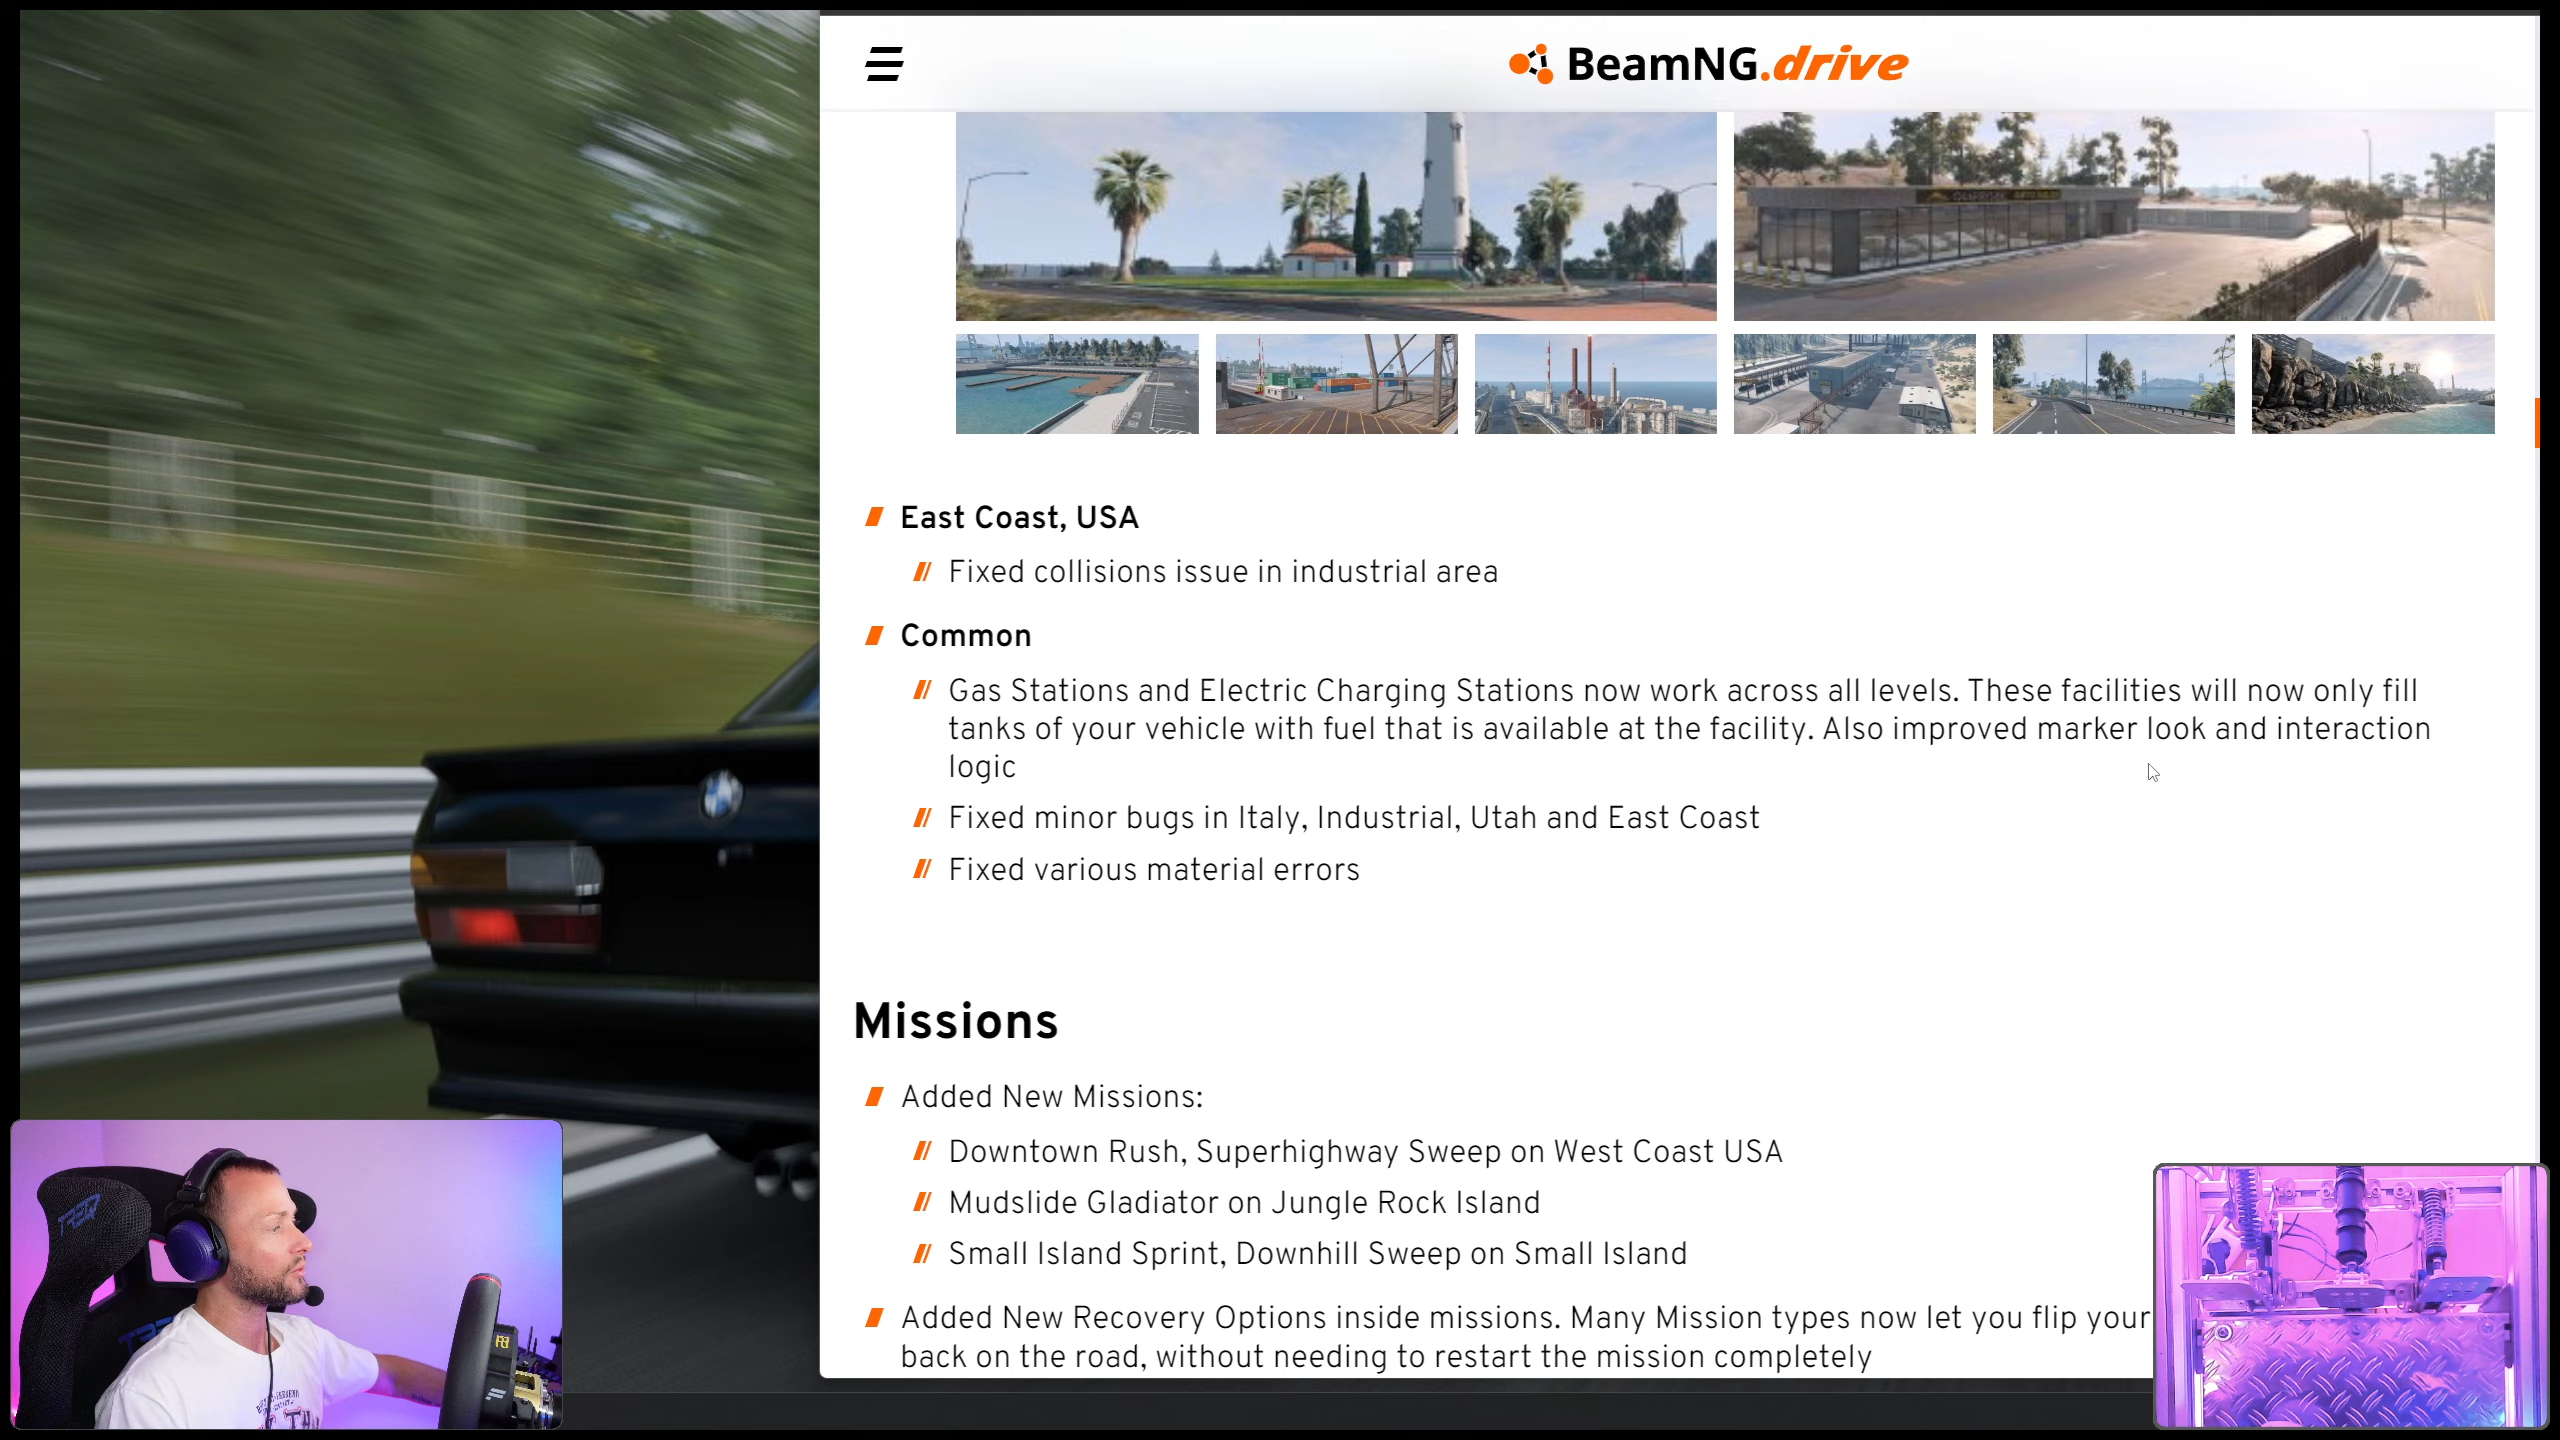 BeamNG.drive
East Coast, USA
Fixed collisions issue in industrial area
Common
Gas Stations and Electric Charging Stations now work across all levels. These facilities will now only fill
tanks of your vehicle with fuel that is available at the facility. Also improved marker look and interaction
logic
Fixed minor bugs in Italy, Industrial, Utah and East Coast
Fixed various material errors
Missions
Added New Missions:
Downtown Rush, Superhighway Sweep on West Coast USA
Mudslide Gladiator on Jungle Rock Island
Small Island Sprint, Downhill Sweep on Small Island
Added New Recovery Options inside missions. Many Mission types now let you flip your
back on the road, without needing to restart the mission completely